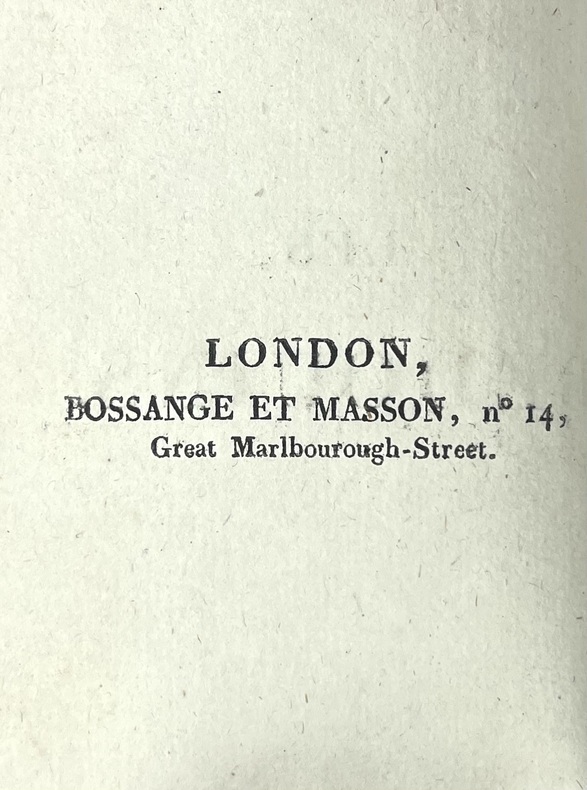 LONDON,
BOSSANGE ET MASSON, nº 14,
Great Marlbourough-Street.